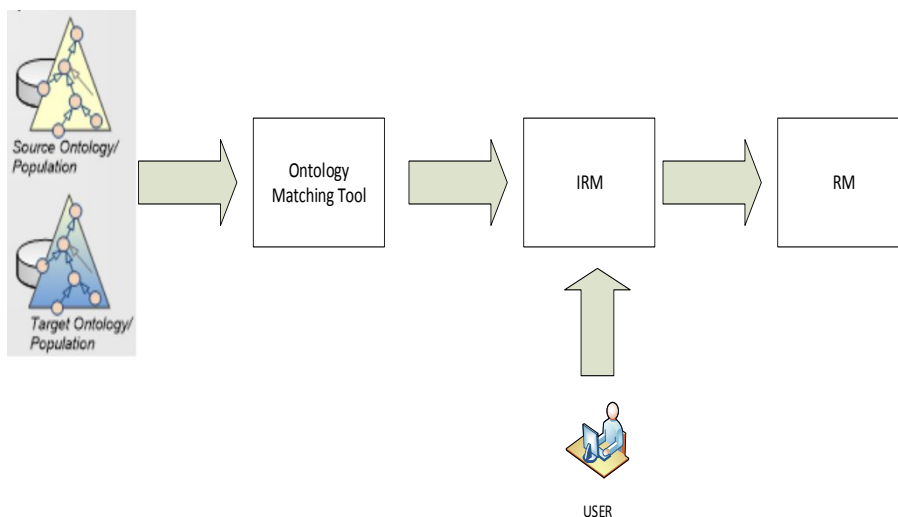 Source Ontology/
Population
Target Ontology/
Population
Ontology
Matching Tool
IRM
RM
USER